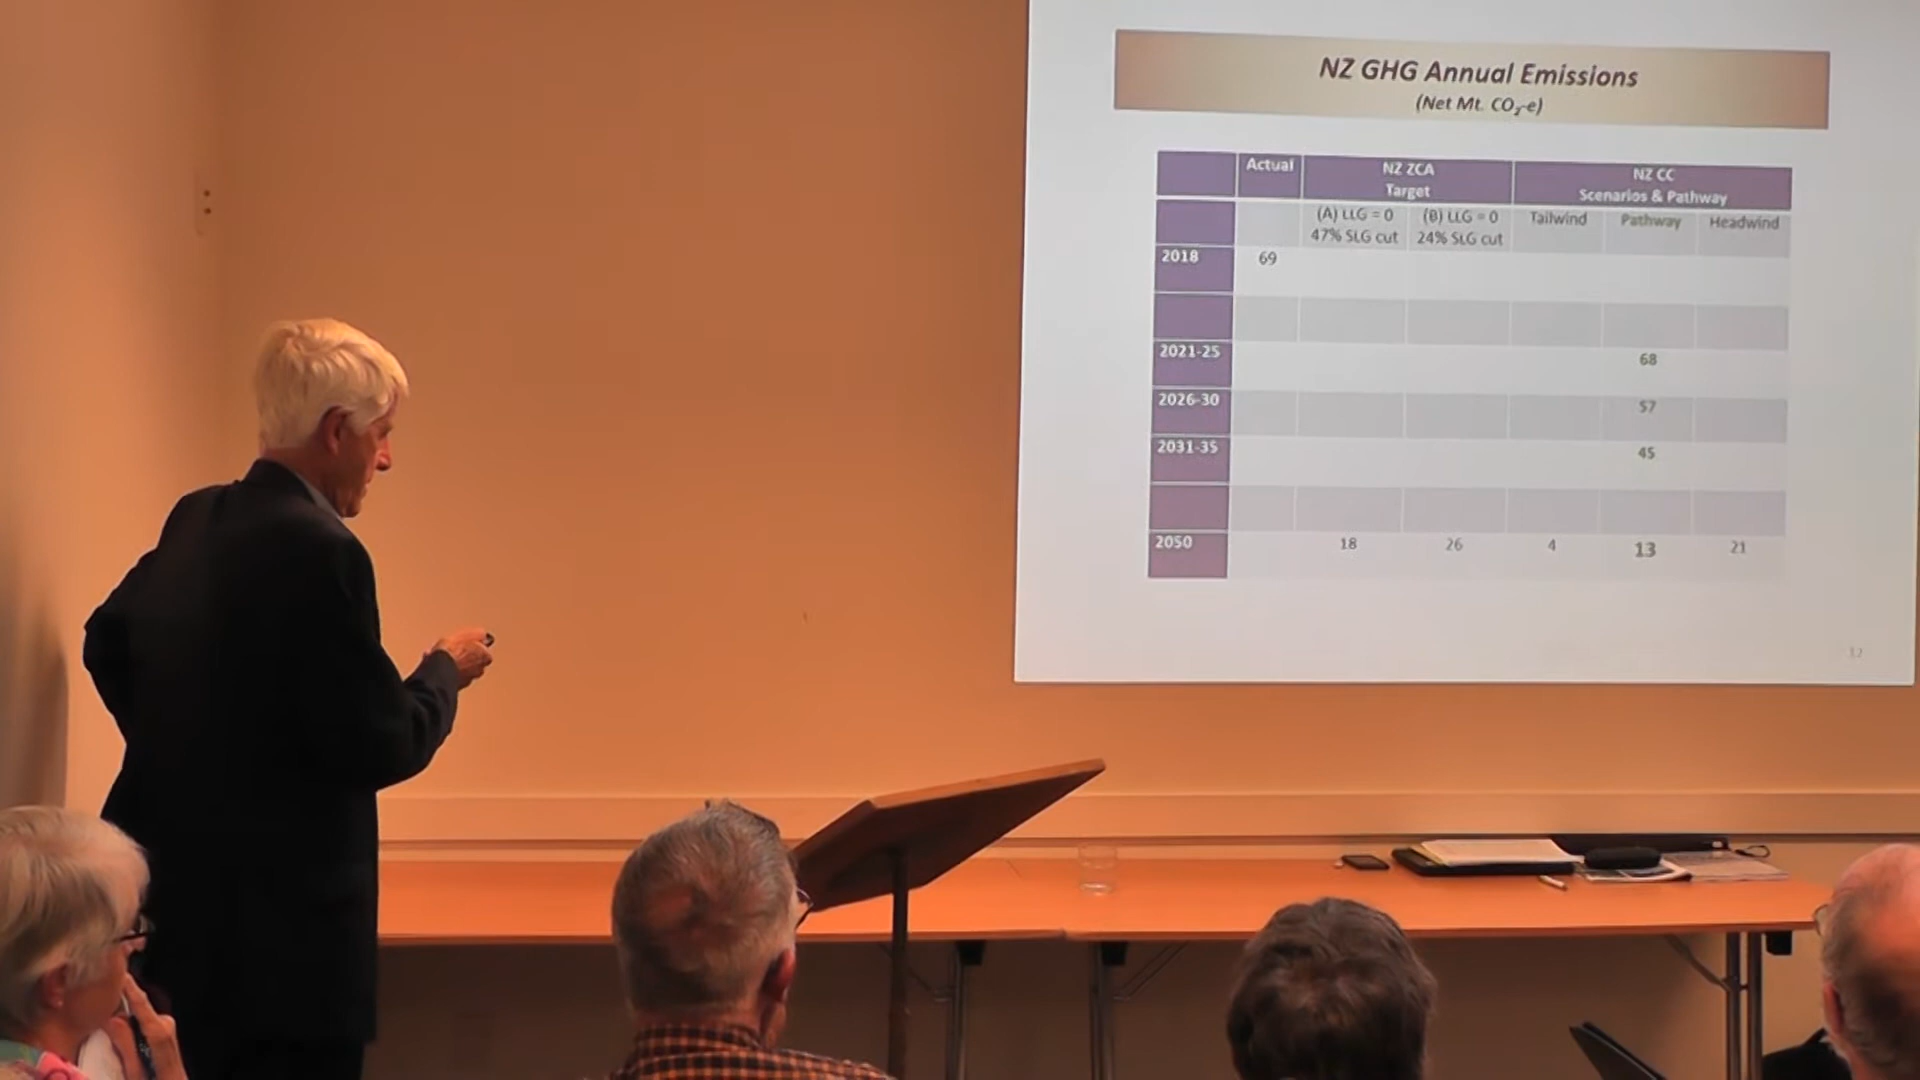 NZ GHG Annual Emissions
(Net Mt. CO₂-e)
Actual NZ ZCA NZ CC
Target Scenarios & Pathway
(A) LLG = 0 (B) LLG = 0 Tailwind Pathway Headwind
47% SLG cut 24% SLG cut
2018 69
2021-25 68
2026-30 57
2031-35 45
2050 18 26 4 13 21
12